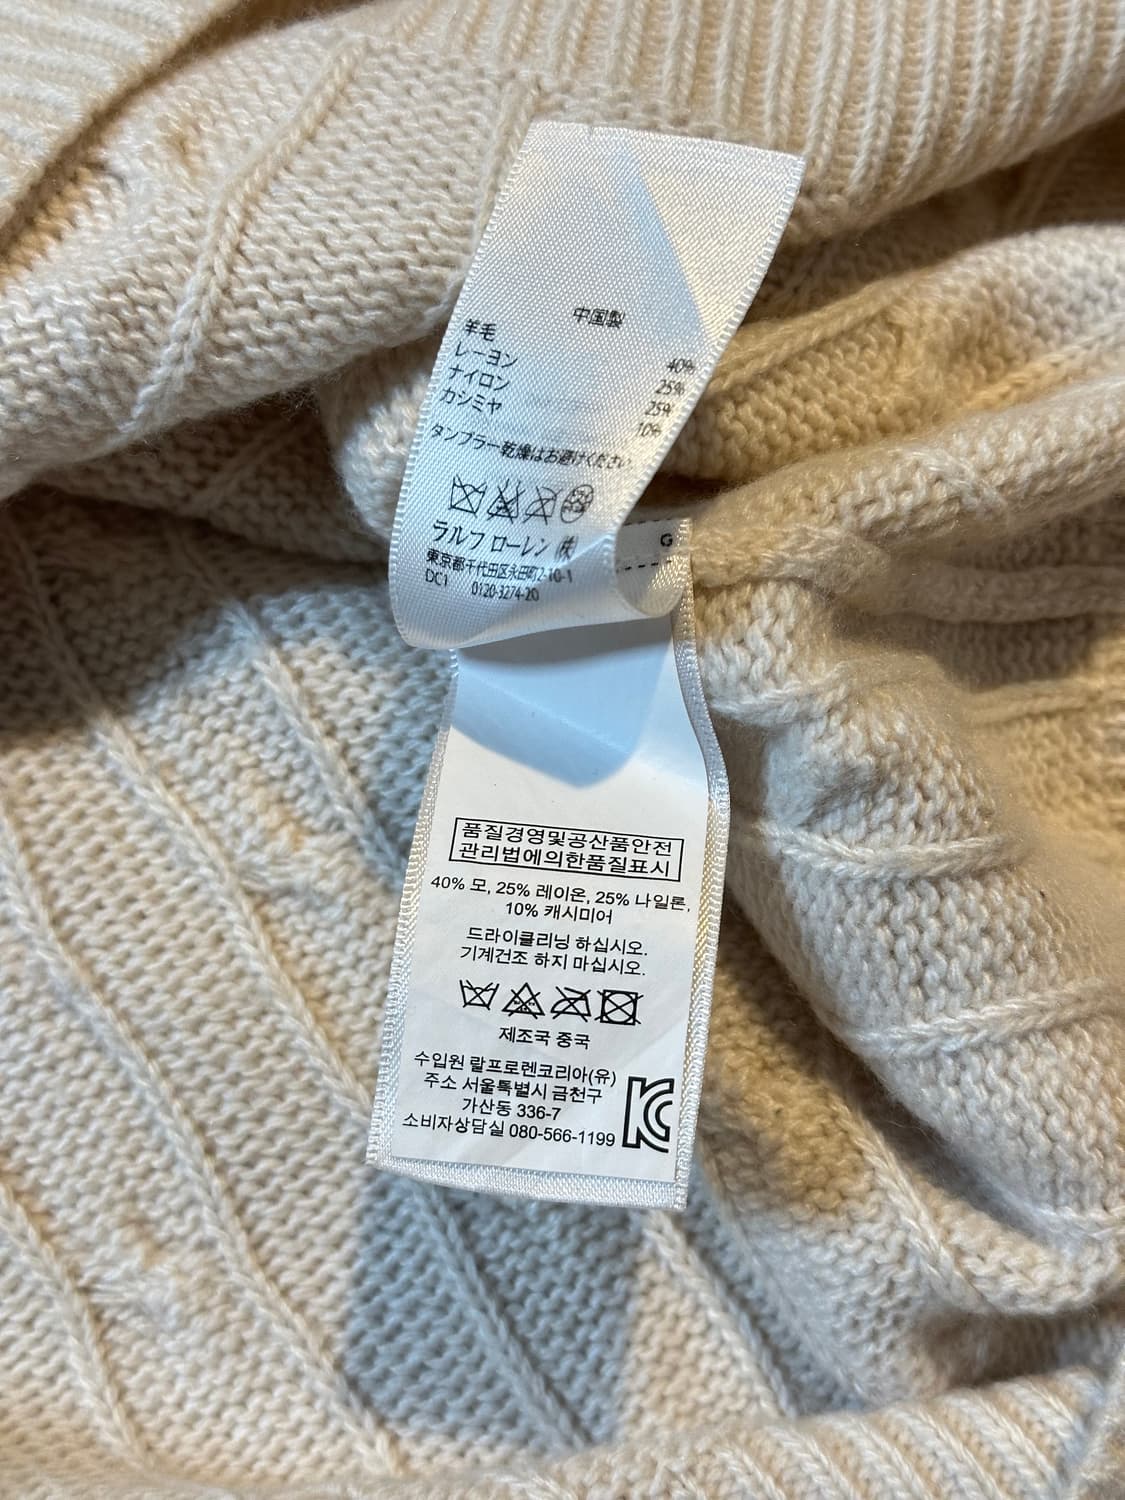 中国製
羊毛 40%
レーヨン 25%
ナイロン 25%
カシミヤ 10%
タンブラー乾燥はお避けください
ラルフ ローレン (株)
東京都千代田区永田町2-10-1
DC1 0120-3274-20
G
품질경영및공산품안전
관리법에의한품질표시
40% 모, 25% 레이온, 25% 나일론,
10% 캐시미어
드라이클리닝 하십시오.
기계건조 하지 마십시오.
제조국 중국
수입원 랄프로렌코리아(유)
주소 서울특별시 금천구
가산동 336-7
소비자상담실 080-566-1199